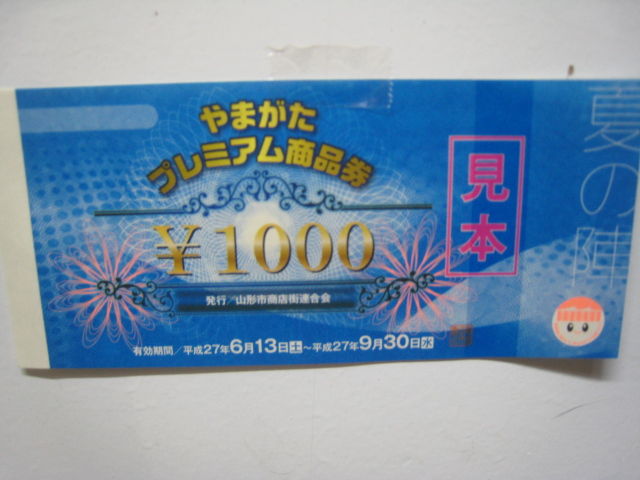 やまがた
プレミアム商品券
¥1000
発行／山形市商店街連合会
有効期間／平成27年6月13日土～平成27年9月30日水
見本
夏の陣